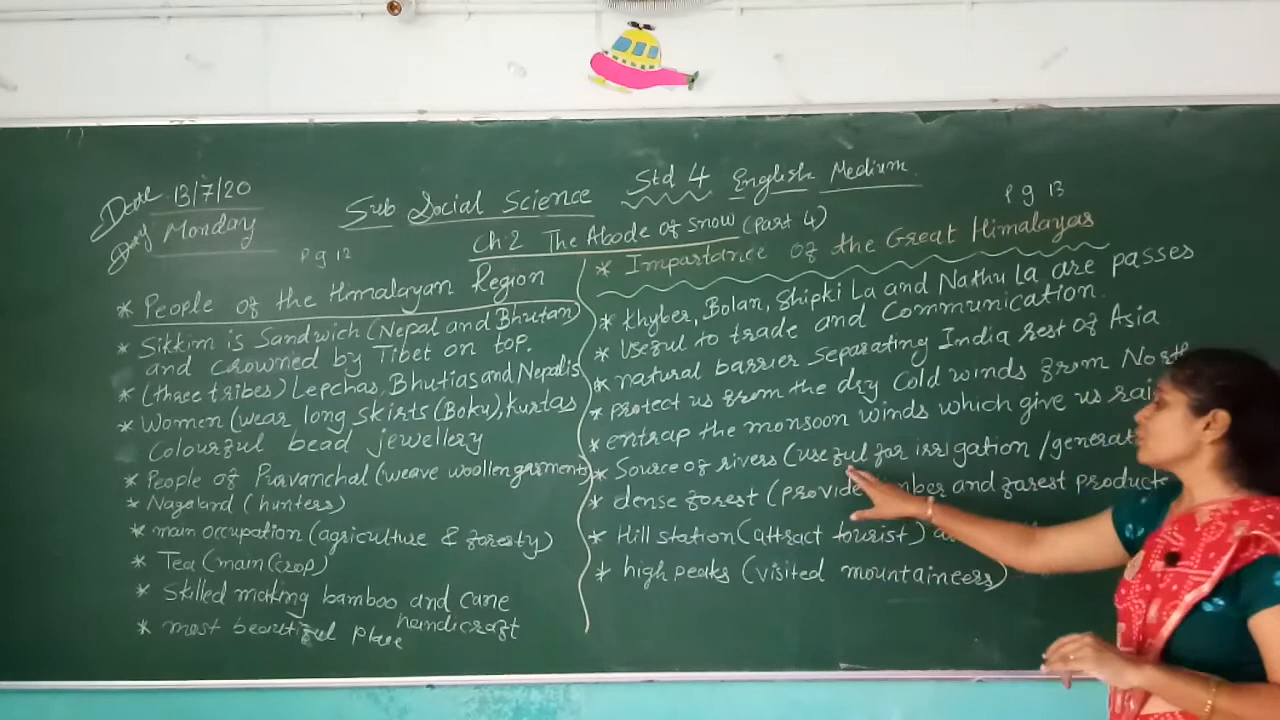 Date 13/7/20
Day Monday
Sub Social Science
Std 4 English Medium
Ch 2 The Abode of Snow (Part 4)
Pg 12
* People of the Himalayan Region
* Sikkim is Sandwich (Nepal and Bhutan)
and crowned by Tibet on top.
* (three tribes) Lepchas, Bhutias and Nepalis
* Women (wear long skirts (Boku), Kurtas
Colourful bead jewellery
* People of Puravanchal (weave woollen garments)
* Nagaland (hunters)
* main occupation (agriculture & foresty)
* Tea (main crop)
* Skilled making bamboo and cane
handicraft
* most beautiful place
Pg 13
* Impartance of the Great Himalayas
* Khyber, Bolan, Shipki La and Nathu La are passes
* Useful to trade and Communication.
* natural barrier separating India rest of Asia
* protect us from the dry cold winds from North
* entrap the monsoon winds which give us rai
* Source of rivers (useful for irrigation / generat
* dense forest (provide and forest product
* Hill station (attract tourist)
* high peaks (visited mountaineers)